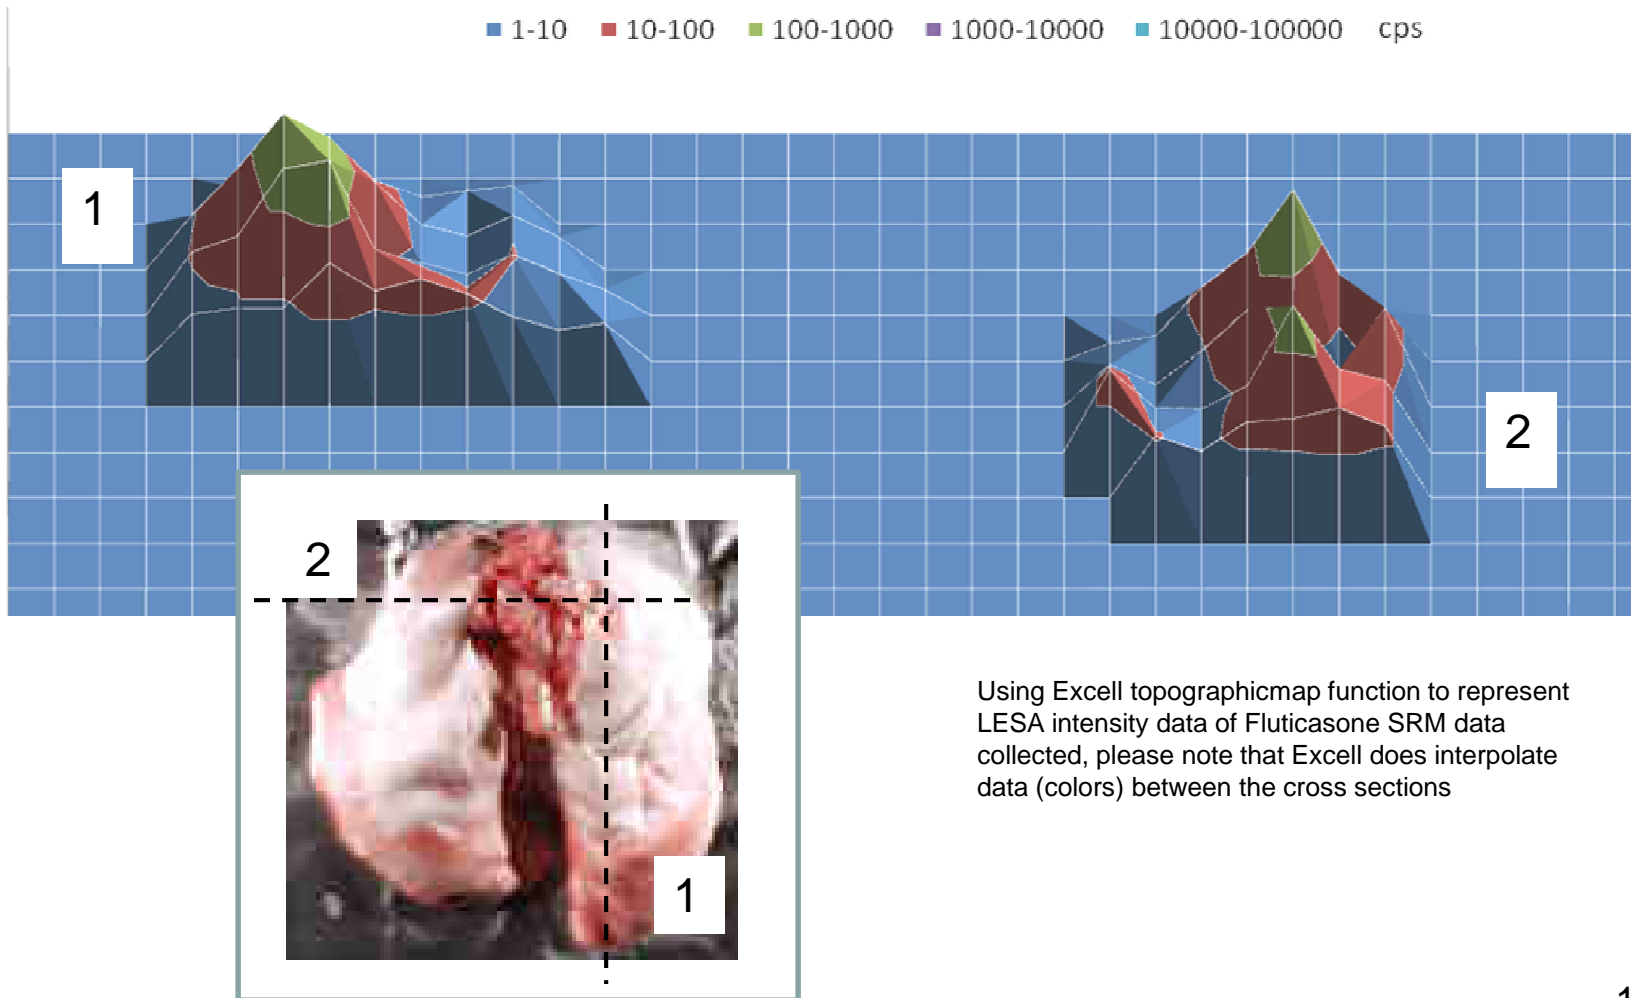 1-10 10-100 100-1000 1000-10000 10000-100000 cps
1
2
2
1
Using Excell topographicmap function to represent
LESA intensity data of Fluticasone SRM data
collected, please note that Excell does interpolate
data (colors) between the cross sections
1